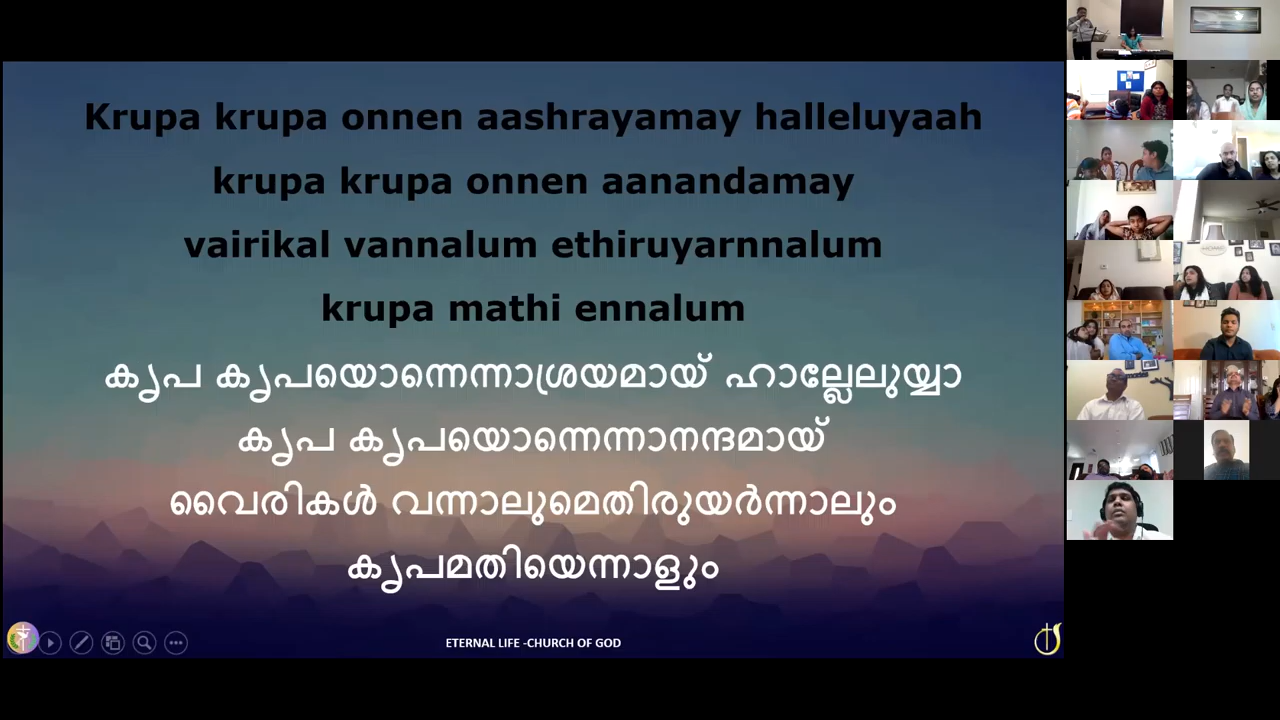 Krupa krupa onnen aashrayamay halleluyaah
krupa krupa onnen aanandamay
vairikal vannalum ethiruyarnnalum
krupa mathi ennalum
കൃപ കൃപയൊന്നെന്നാശ്രയമായ് ഹാല്ലേലുയ്യാ
കൃപ കൃപയൊന്നെന്നാനന്ദമായ്
വൈരികൾ വന്നാലുമെതിരുയർന്നാലും
കൃപമതിയെന്നാളും
ETERNAL LIFE -CHURCH OF GOD